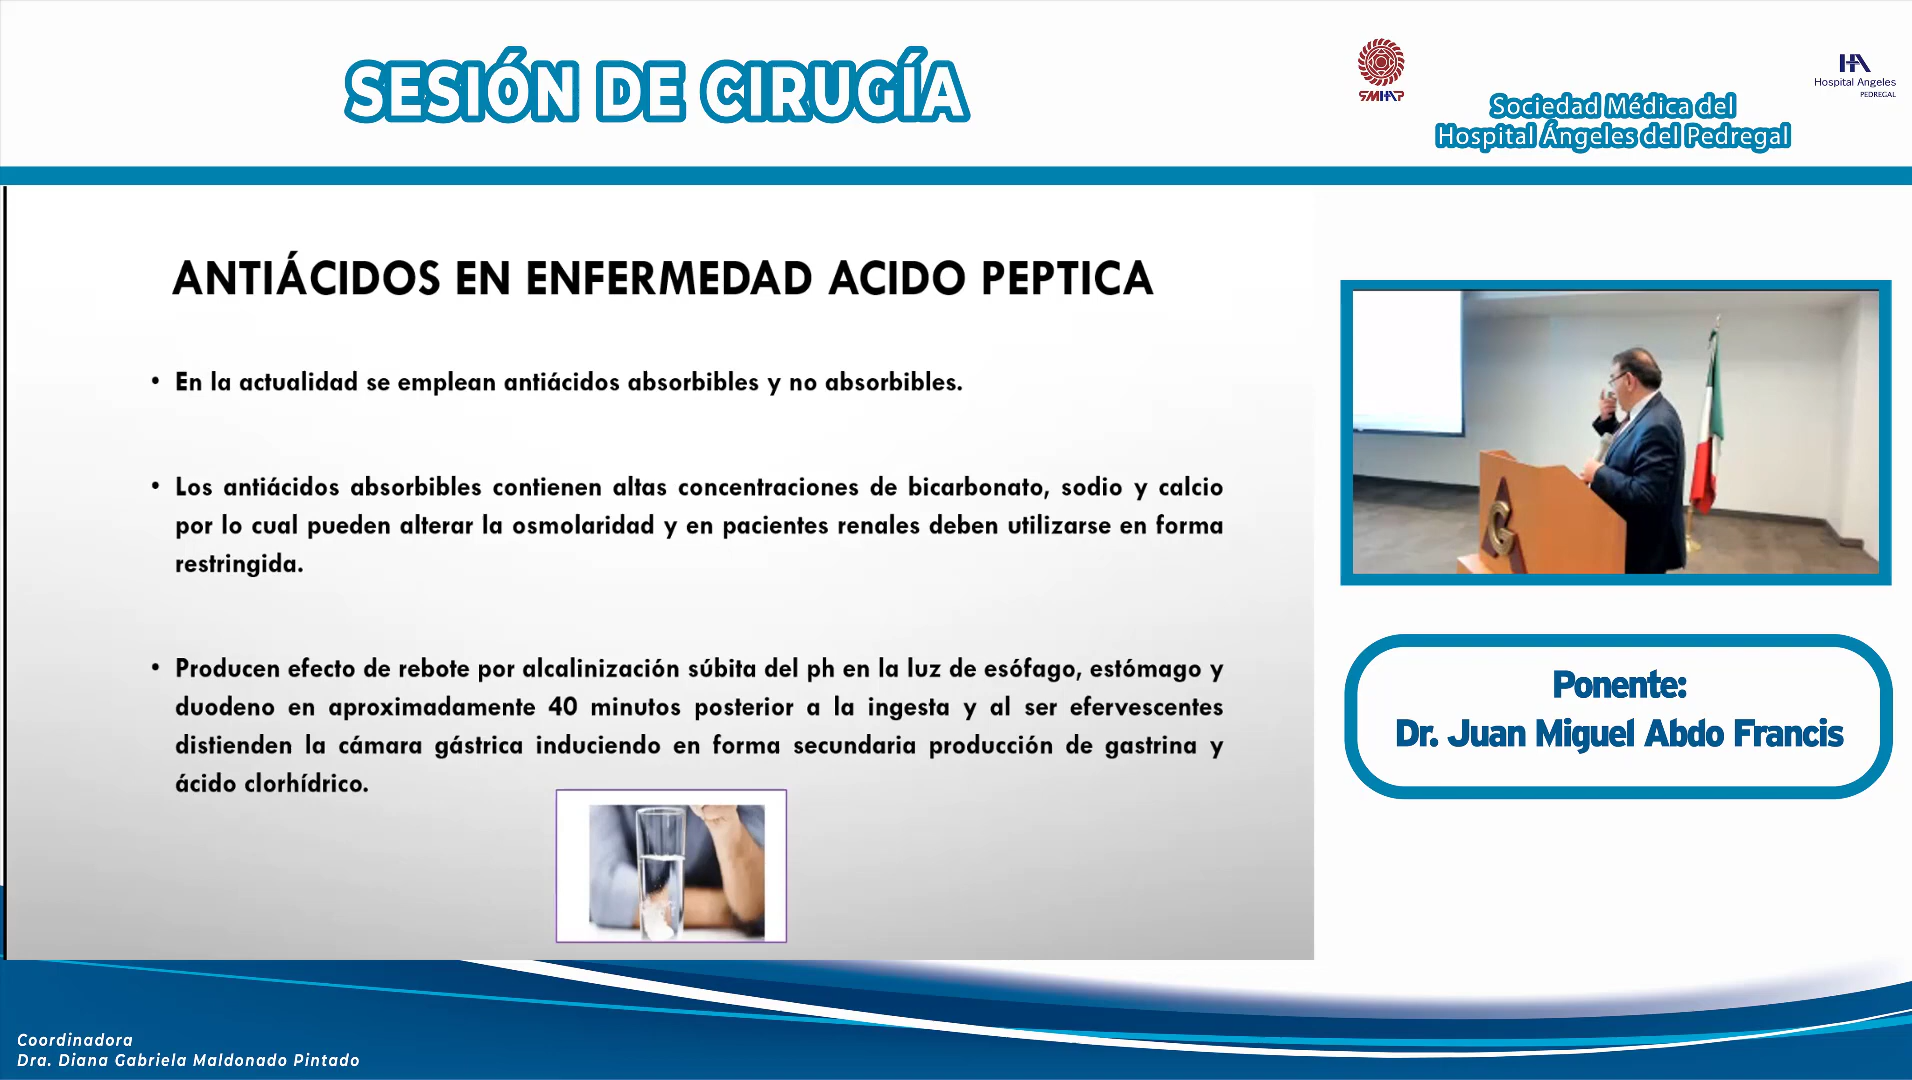 SESIÓN DE CIRUGÍA
SMHAP
Sociedad Médica del
Hospital Ángeles del Pedregal
HA
Hospital Angeles
PEDREGAL
ANTIÁCIDOS EN ENFERMEDAD ACIDO PEPTICA
• En la actualidad se emplean antiácidos absorbibles y no absorbibles.
• Los antiácidos absorbibles contienen altas concentraciones de bicarbonato, sodio y calcio
por lo cual pueden alterar la osmolaridad y en pacientes renales deben utilizarse en forma
restringida.
• Producen efecto de rebote por alcalinización súbita del ph en la luz de esófago, estómago y
duodeno en aproximadamente 40 minutos posterior a la ingesta y al ser efervescentes
distienden la cámara gástrica induciendo en forma secundaria producción de gastrina y
ácido clorhídrico.
Ponente:
Dr. Juan Miguel Abdo Francis
Coordinadora
Dra. Diana Gabriela Maldonado Pintado